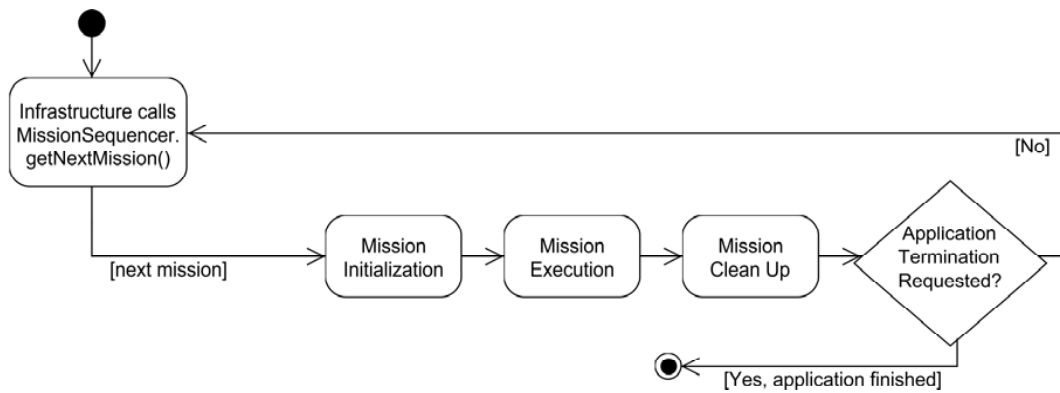 Infrastructure calls
MissionSequencer.
getNextMission()
[No]
[next mission]
Mission
Initialization
Mission
Execution
Mission
Clean Up
Application
Termination
Requested?
[Yes, application finished]